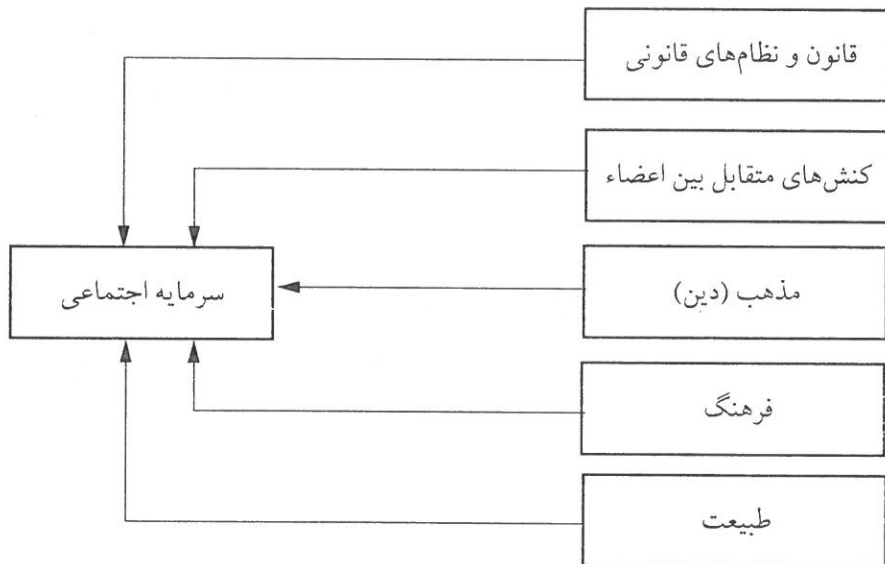 قانون و نظام‌های قانونی
کنش‌های متقابل بین اعضاء
مذهب (دین)
سرمایه اجتماعی
فرهنگ
طبیعت